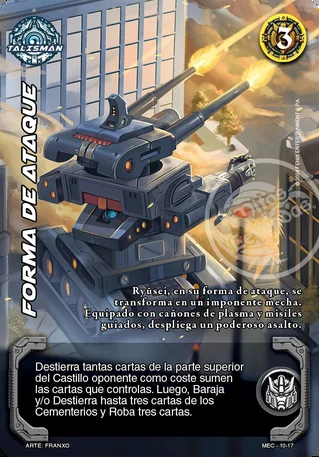 TALISMAN
3
FORMA DE ATAQUE
Ryūsei, en su forma de ataque, se
transforma en un imponente mecha.
Equipado con cañones de plasma y misiles
guiados, despliega un poderoso asalto.
Destierra tantas cartas de la parte superior
del Castillo oponente como coste sumen
las cartas que controlas. Luego, Baraja
y/o Destierra hasta tres cartas de los
Cementerios y Roba tres cartas.
ARTE: FRANXO
MEC - 10-17